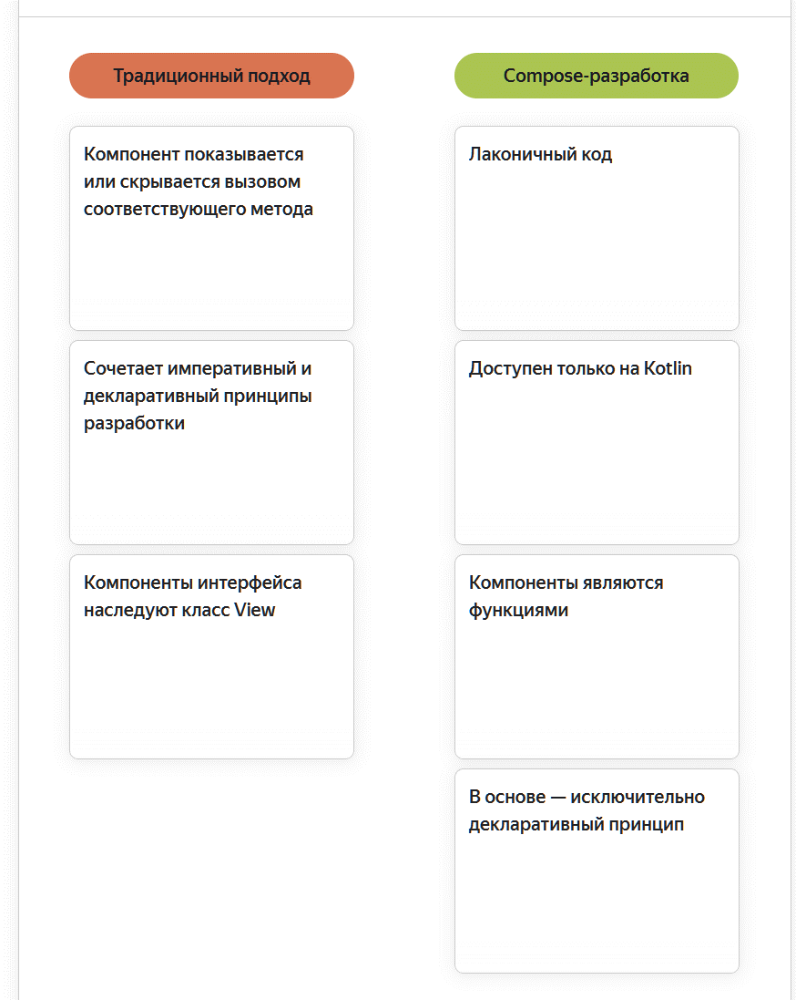 Традиционный подход
Компонент показывается
или скрывается вызовом
соответствующего метода
Сочетает императивный и
декларативный принципы
разработки
Компоненты интерфейса
наследуют класс View
Compose-разработка
Лаконичный код
Доступен только на Kotlin
Компоненты являются
функциями
В основе — исключительно
декларативный принцип